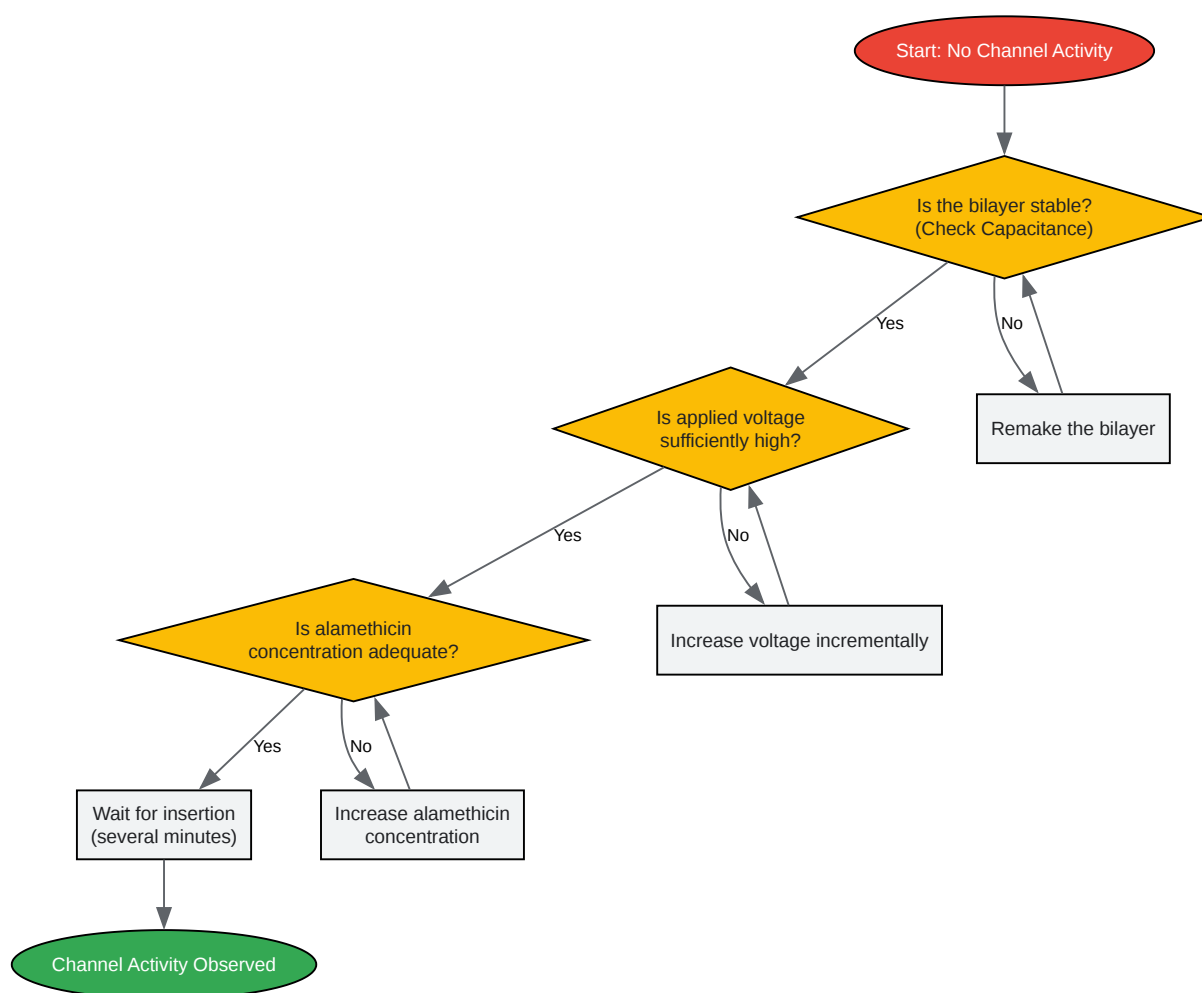 Start: No Channel Activity
Is the bilayer stable?
(Check Capacitance)
Yes
No
Remake the bilayer
Is applied voltage
sufficiently high?
Yes
No
Increase voltage incrementally
Is alamethicin
concentration adequate?
Yes
No
Wait for insertion
(several minutes)
Increase alamethicin
concentration
Channel Activity Observed